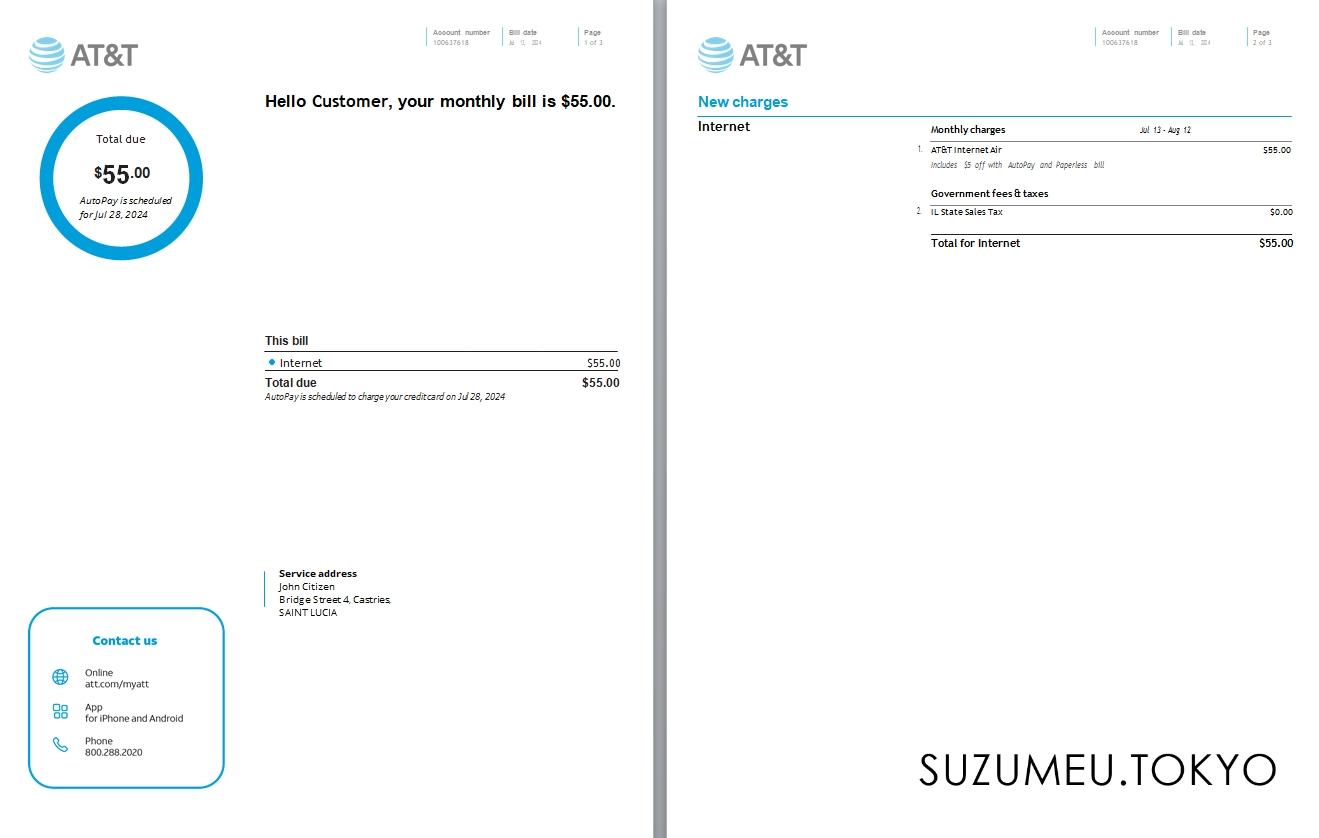 AT&T
Account number
100637618
Bill date
Jul 13, 2024
Page
1 of 3
Hello Customer, your monthly bill is $55.00.
Total due
$55.00
AutoPay is scheduled
for Jul 28, 2024
This bill
Internet $55.00
Total due $55.00
AutoPay is scheduled to charge your credit card on Jul 28, 2024
Service address
John Citizen
Bridge Street 4, Castries,
SAINT LUCIA
Contact us
Online
att.com/myatt
App
for iPhone and Android
Phone
800.288.2020
AT&T
Account number
100637618
Bill date
Page
2 of 3
New charges
Internet
Monthly charges Jul 13 - Aug 12
1. AT&T Internet Air $55.00
Includes $5 off with AutoPay and Paperless bill
Government fees & taxes
2. IL State Sales Tax $0.00
Total for Internet $55.00
SUZUMEU.TOKYO